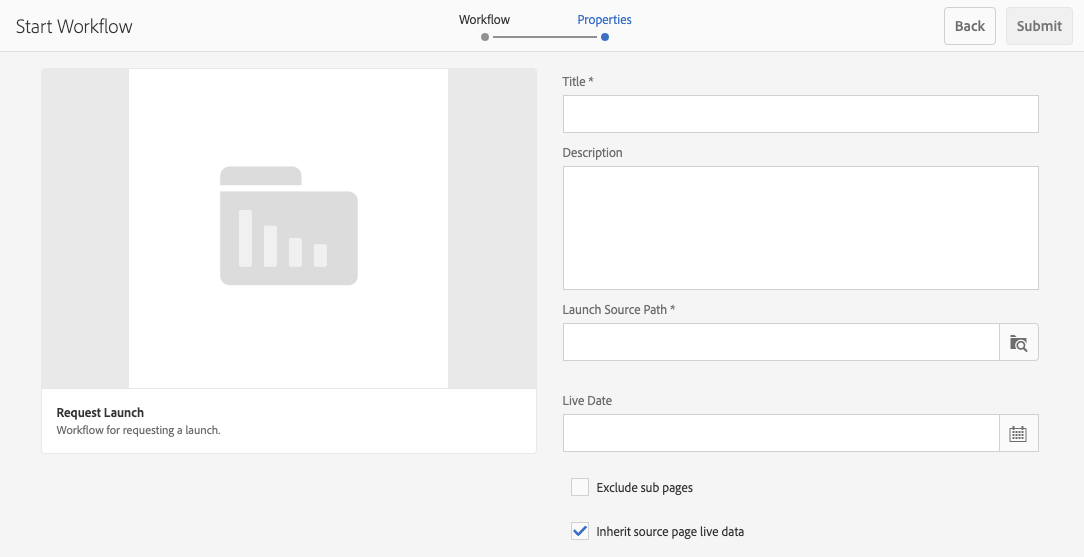 Start Workflow
Workflow
Properties
Back
Submit
Title *
Description
Launch Source Path *
Live Date
Exclude sub pages
Inherit source page live data
Request Launch
Workflow for requesting a launch.